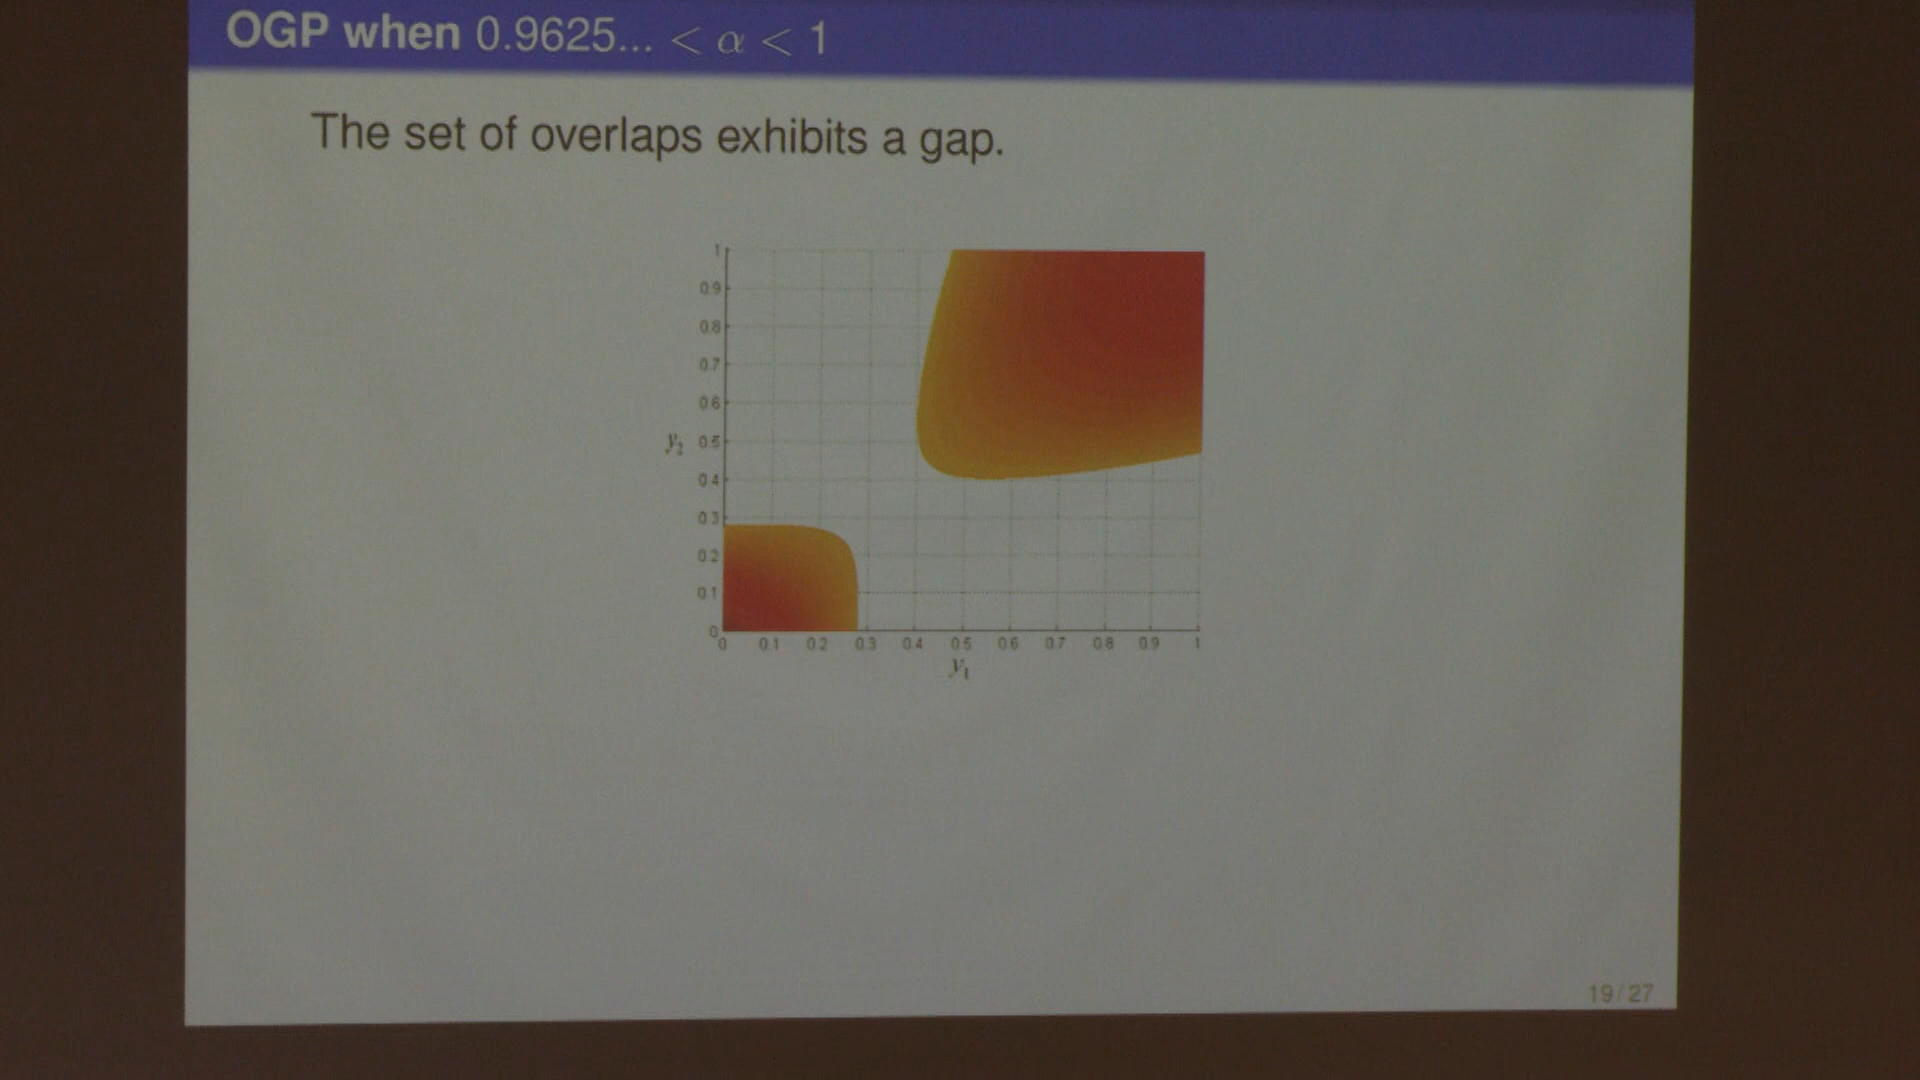 OGP when 0.9625... < α < 1
The set of overlaps exhibits a gap.
1
0.9
0.8
0.7
0.6
y₂ 0.5
0.4
0.3
0.2
0.1
0
0 0.1 0.2 0.3 0.4 0.5 0.6 0.7 0.8 0.9 1
y₁
19/27